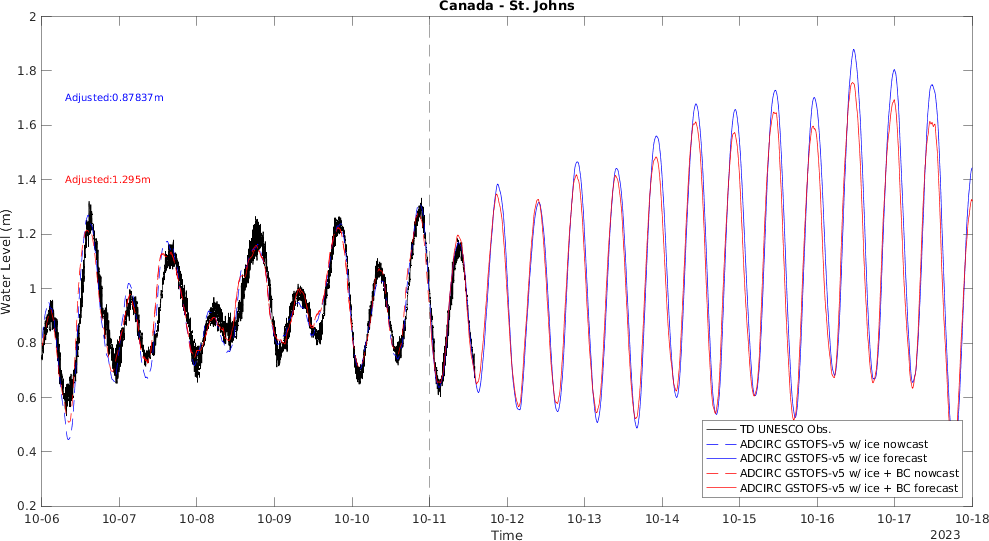 Canada - St. Johns
2
1.8
1.6
1.4
1.2
1
0.8
0.6
0.4
0.2
Water Level (m)
Adjusted:0.87837m
Adjusted:1.295m
TD UNESCO Obs.
ADCIRC GSTOFS-v5 w/ ice nowcast
ADCIRC GSTOFS-v5 w/ ice forecast
ADCIRC GSTOFS-v5 w/ ice + BC nowcast
ADCIRC GSTOFS-v5 w/ ice + BC forecast
10-06 10-07 10-08 10-09 10-10 10-11 10-12 10-13 10-14 10-15 10-16 10-17 10-18
Time
2023